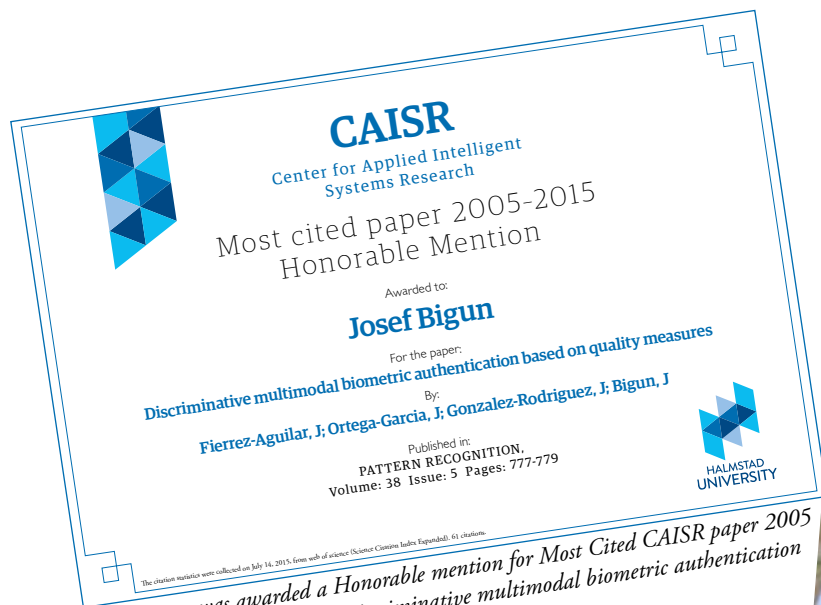 CAISR
Center for Applied Intelligent
Systems Research
Most cited paper 2005-2015
Honorable Mention
Awarded to:
Josef Bigun
For the paper:
Discriminative multimodal biometric authentication based on quality measures
By:
Fierrez-Aguilar, J; Ortega-Garcia, J; Gonzalez-Rodriguez, J; Bigun, J
Published in:
PATTERN RECOGNITION,
Volume: 38 Issue: 5 Pages: 777-779
HALMSTAD
UNIVERSITY
The citation statistics were collected on July 14, 2015, from web of science (Science Citation Index Expanded). 61 citations.
awarded a Honorable mention for Most Cited CAISR paper 2005
multimodal biometric authentication